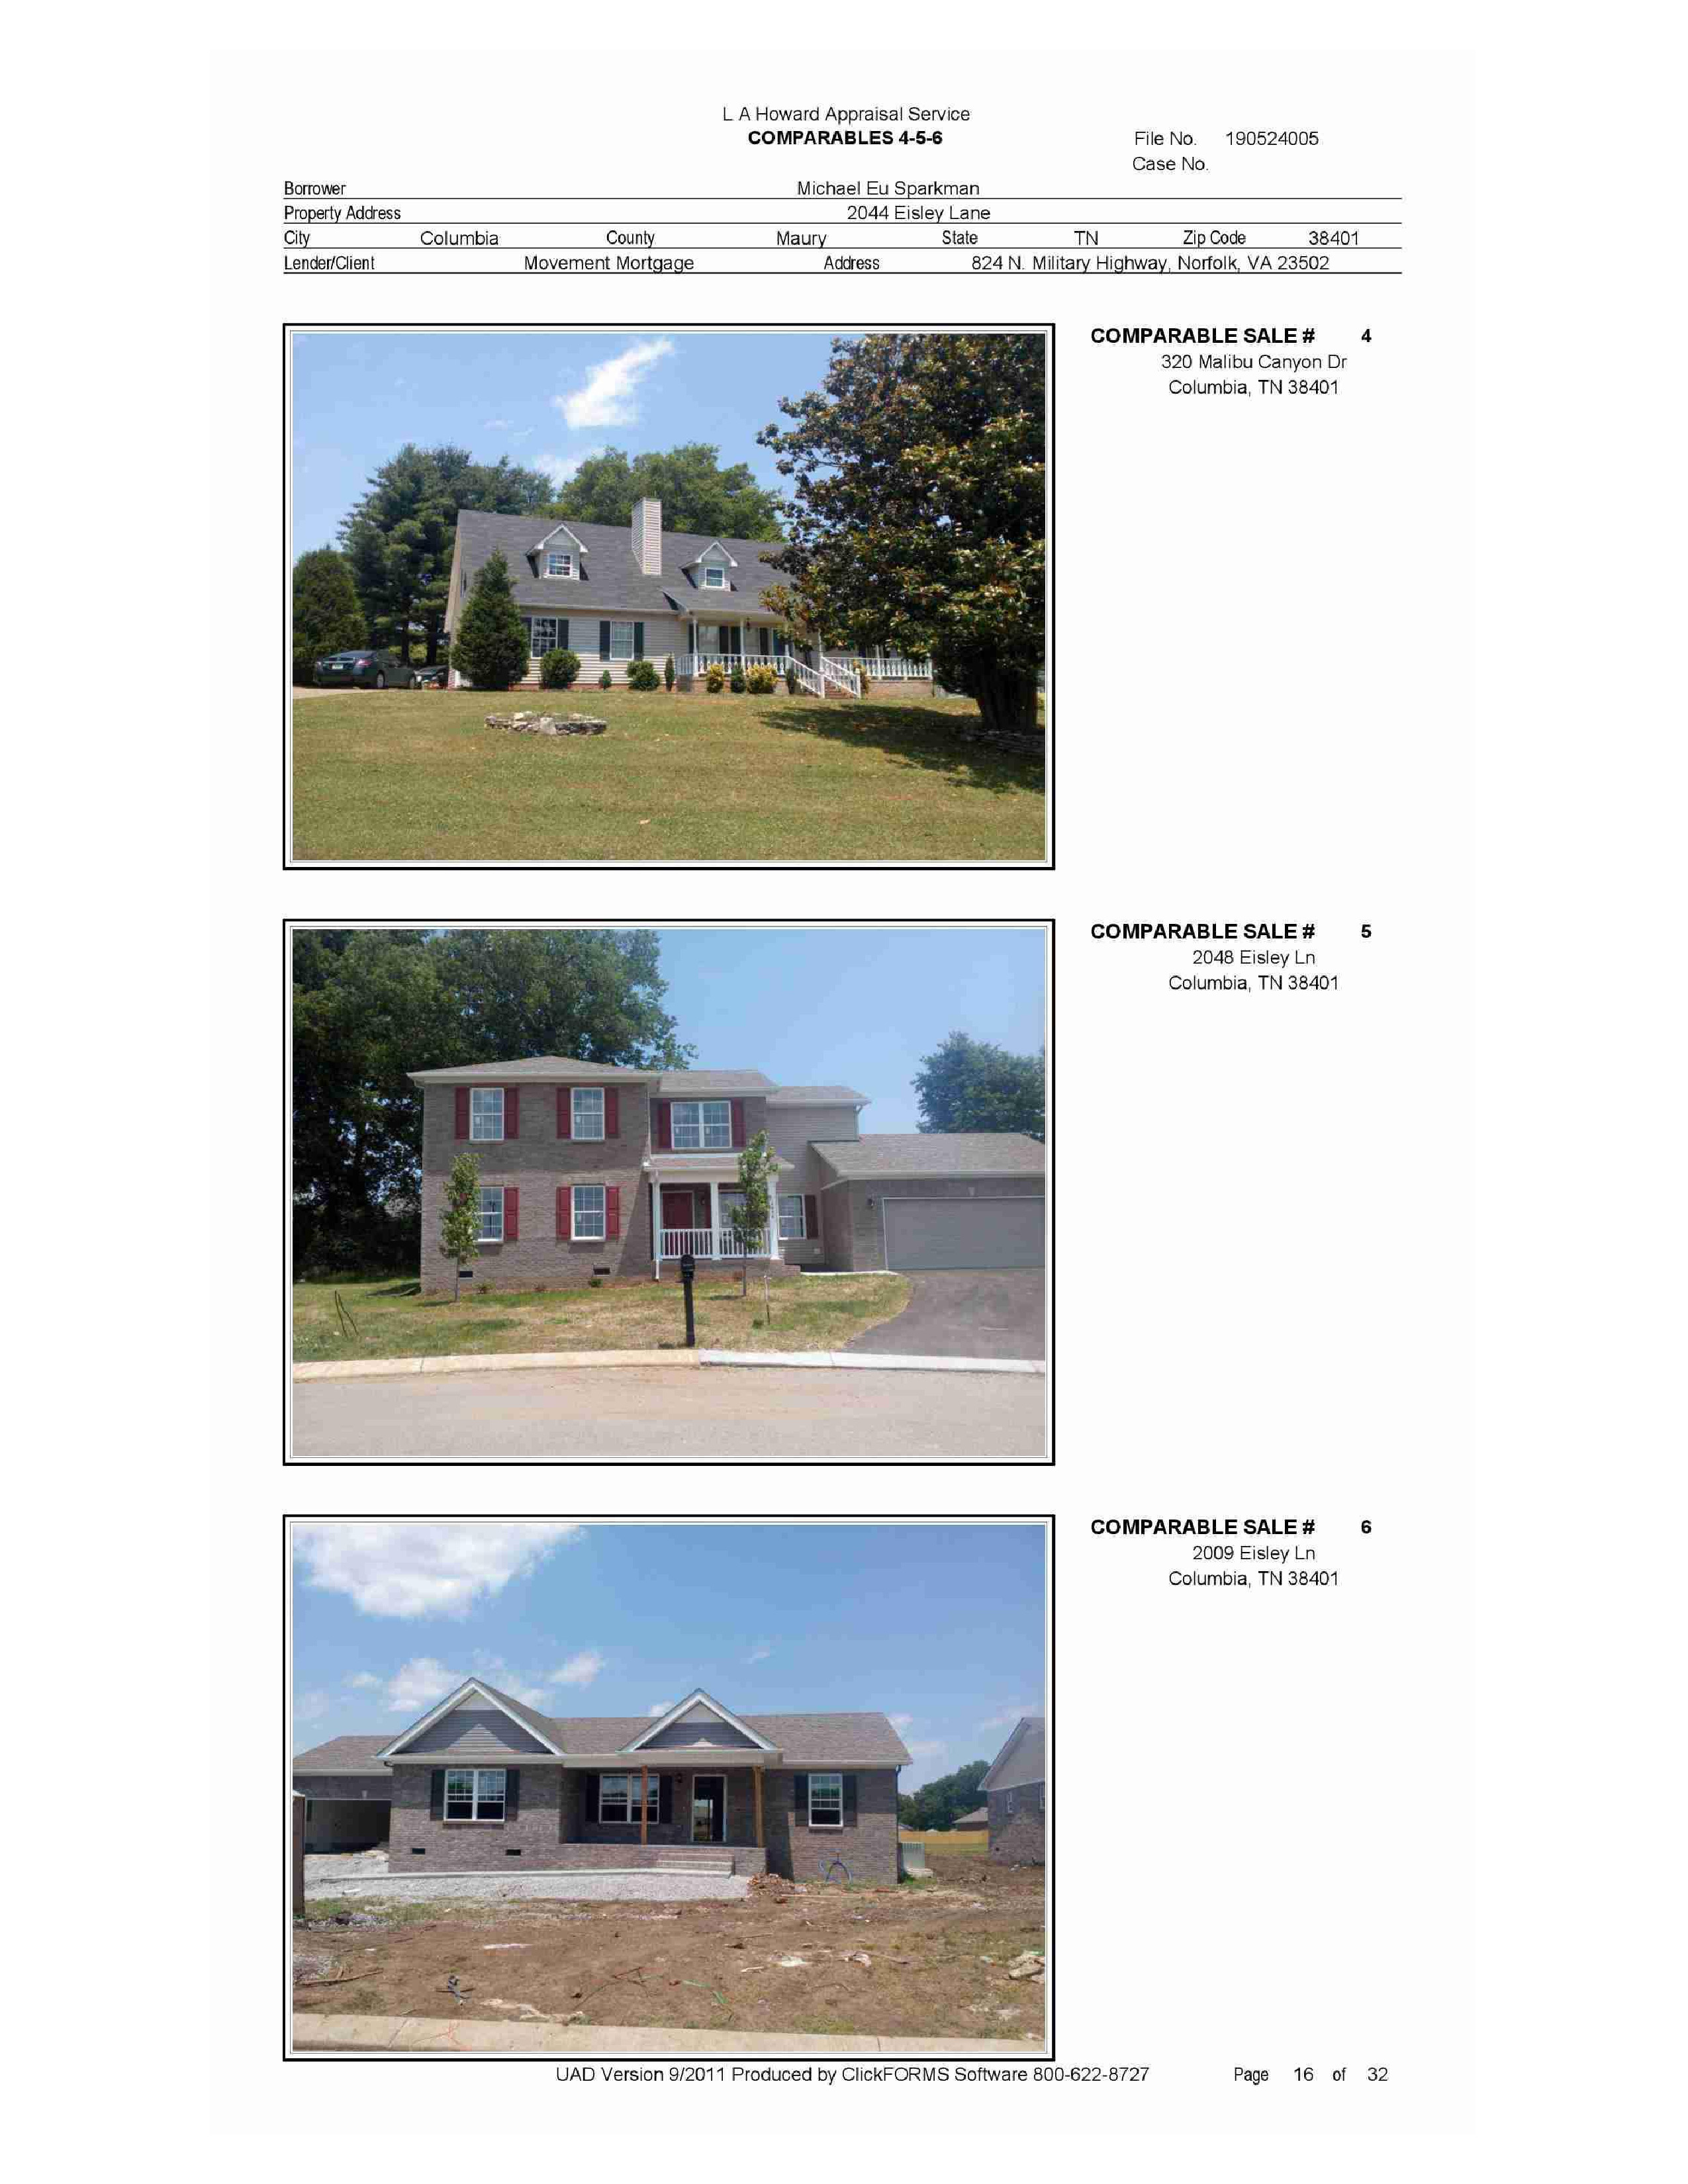 L A Howard Appraisal Service
COMPARABLES 4-5-6
File No. 190524005
Case No.
Borrower Michael Eu Sparkman
Property Address 2044 Eisley Lane
City Columbia County Maury State TN Zip Code 38401
Lender/Client Movement Mortgage Address 824 N. Military Highway, Norfolk, VA 23502
COMPARABLE SALE # 4
320 Malibu Canyon Dr
Columbia, TN 38401
COMPARABLE SALE # 5
2048 Eisley Ln
Columbia, TN 38401
COMPARABLE SALE # 6
2009 Eisley Ln
Columbia, TN 38401
UAD Version 9/2011 Produced by ClickFORMS Software 800-622-8727 Page 16 of 32